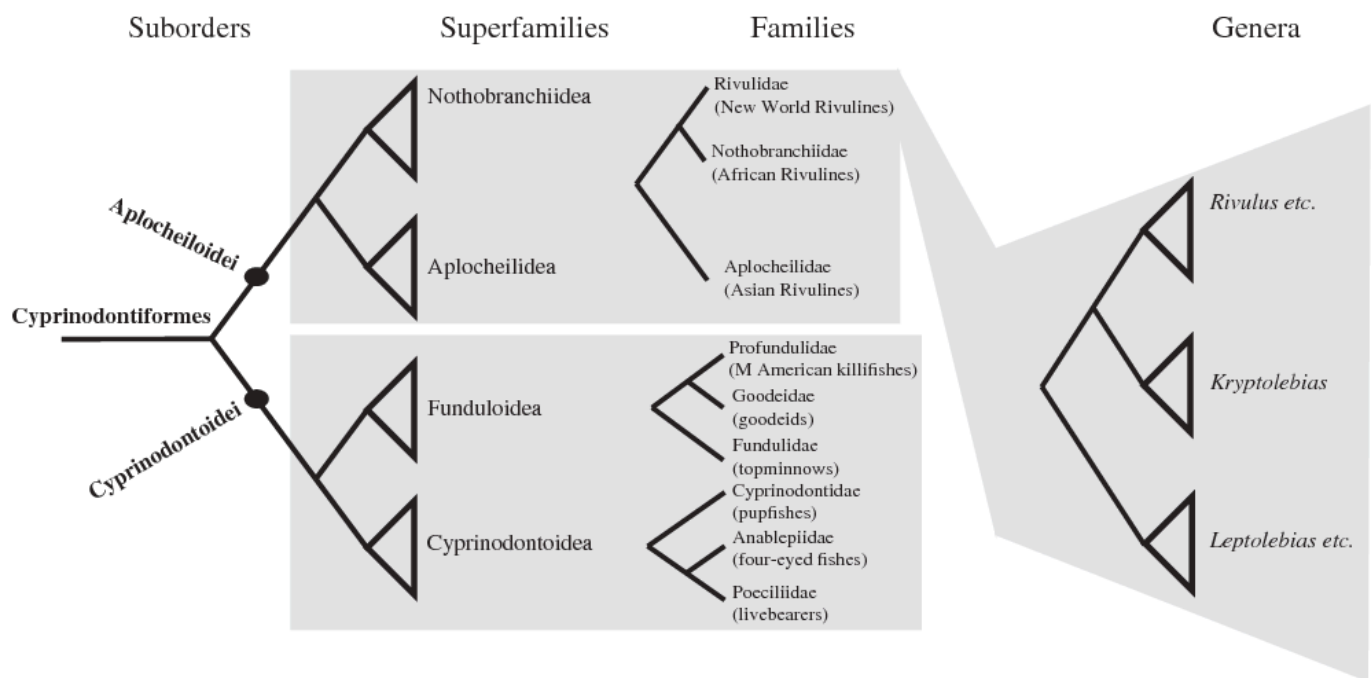 Suborders
Superfamilies
Families
Genera
Nothobranchiidea
Aplocheilidea
Rivulidae
(New World Rivulines)
Nothobranchiidae
(African Rivulines)
Aplocheilidae
(Asian Rivulines)
Aplocheiloidei
Cyprinodontiformes
Cyprinodontoidei
Funduloidea
Cyprinodontoidea
Profundulidae
(M American killifishes)
Goodeidae
(goodeids)
Fundulidae
(topminnows)
Cyprinodontidae
(pupfishes)
Anablepiidae
(four-eyed fishes)
Poeciliidae
(livebearers)
Rivulus etc.
Kryptolebias
Leptolebias etc.